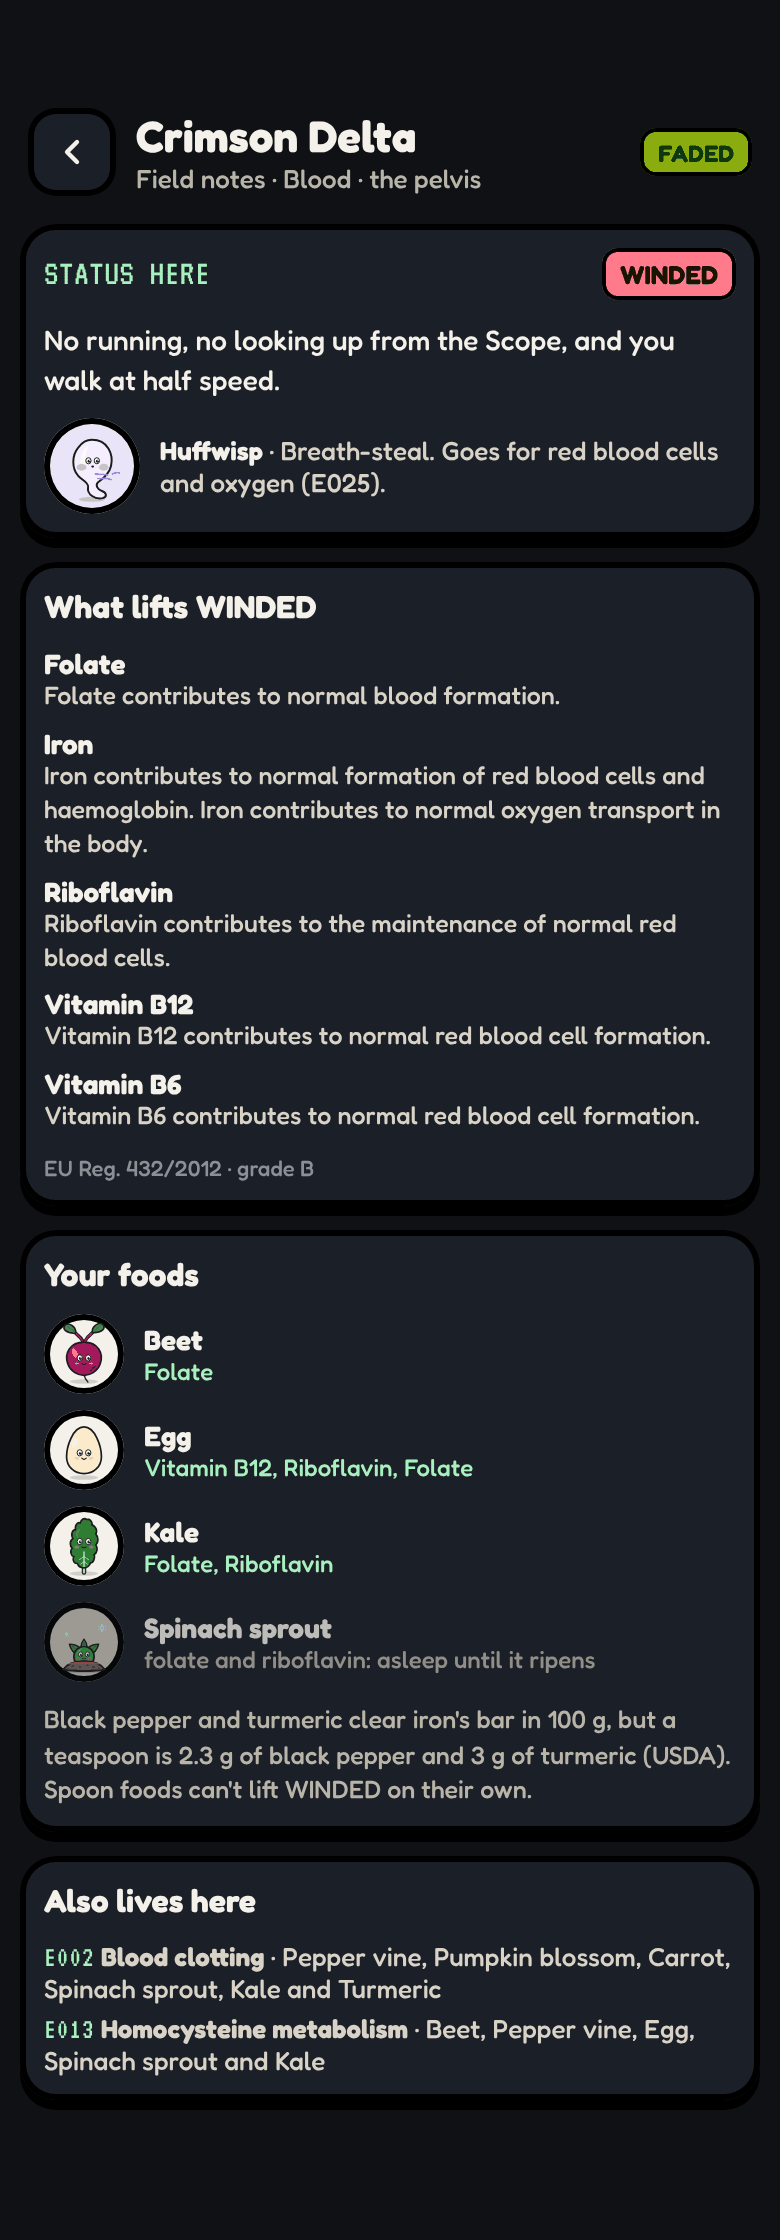 Crimson Delta
Field notes · Blood · the pelvis
FADED
STATUS HERE
WINDED
No running, no looking up from the Scope, and you
walk at half speed.
Huffwisp · Breath-steal. Goes for red blood cells
and oxygen (E025).
What lifts WINDED
Folate
Folate contributes to normal blood formation.
Iron
Iron contributes to normal formation of red blood cells and
haemoglobin. Iron contributes to normal oxygen transport in
the body.
Riboflavin
Riboflavin contributes to the maintenance of normal red
blood cells.
Vitamin B12
Vitamin B12 contributes to normal red blood cell formation.
Vitamin B6
Vitamin B6 contributes to normal red blood cell formation.
EU Reg. 432/2012 · grade B
Your foods
Beet
Folate
Egg
Vitamin B12, Riboflavin, Folate
Kale
Folate, Riboflavin
Spinach sprout
folate and riboflavin: asleep until it ripens
Black pepper and turmeric clear iron's bar in 100 g, but a
teaspoon is 2.3 g of black pepper and 3 g of turmeric (USDA).
Spoon foods can't lift WINDED on their own.
Also lives here
E002 Blood clotting · Pepper vine, Pumpkin blossom, Carrot,
Spinach sprout, Kale and Turmeric
E013 Homocysteine metabolism · Beet, Pepper vine, Egg,
Spinach sprout and Kale